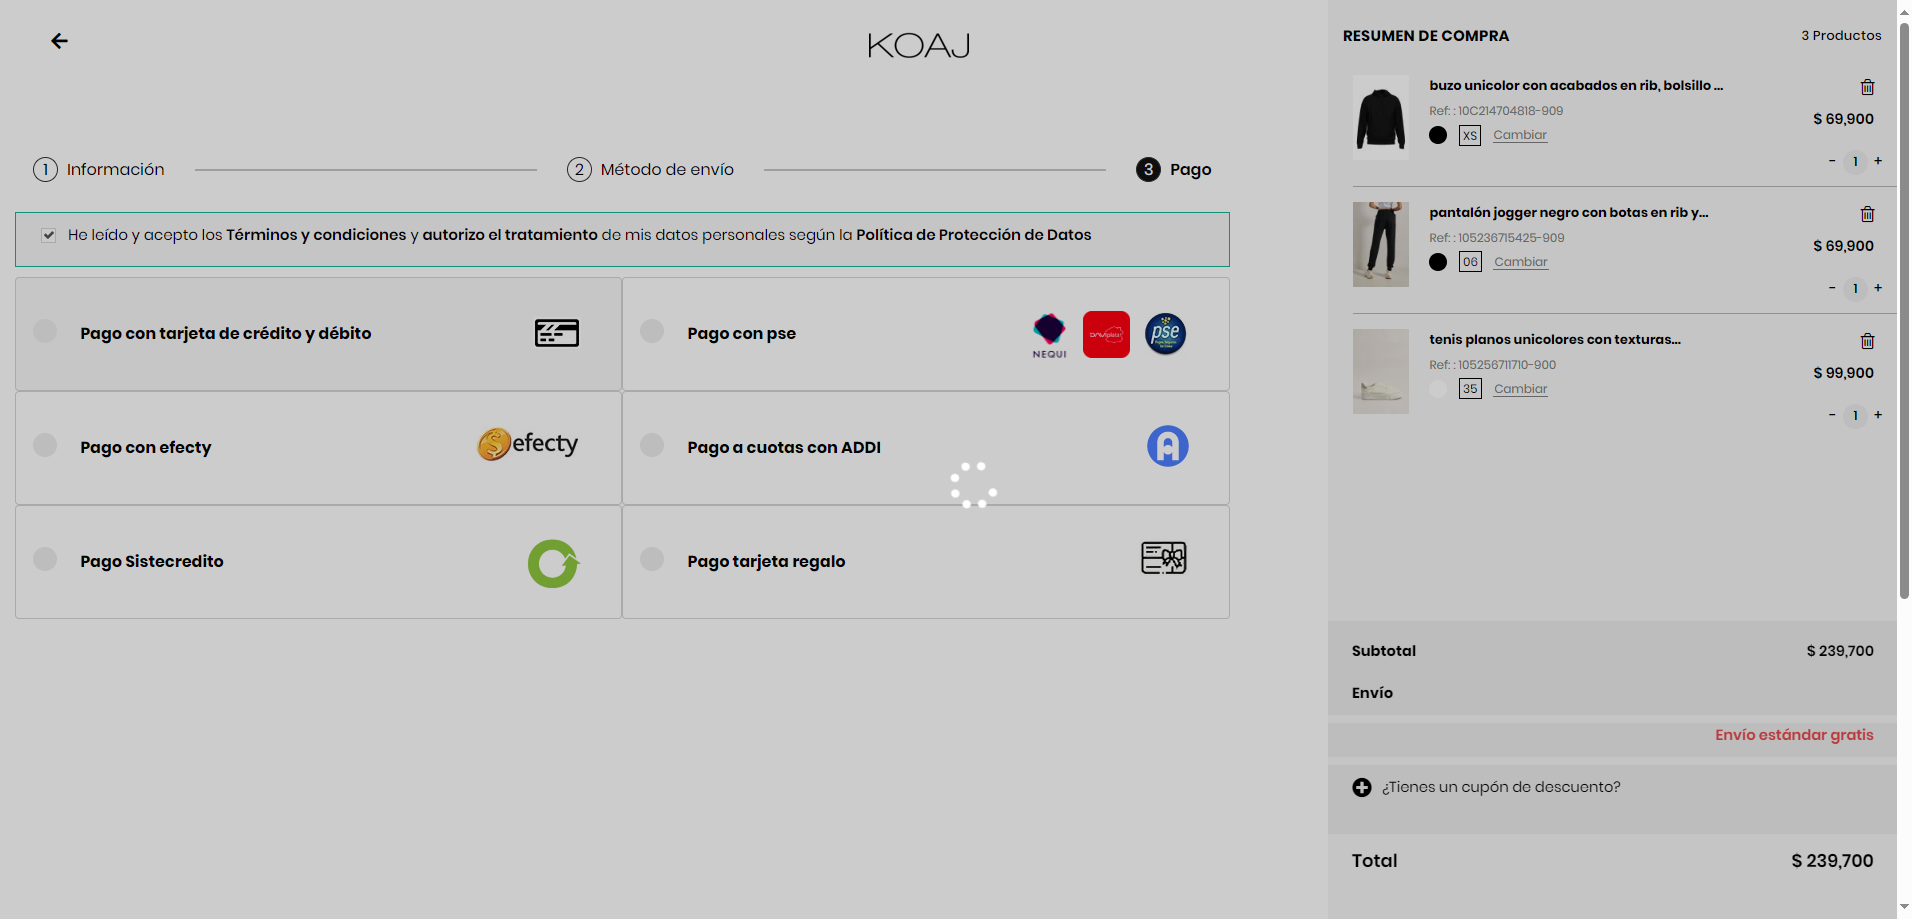 KOAJ
1 Información
2 Método de envío
3 Pago
He leído y acepto los Términos y condiciones y autorizo el tratamiento de mis datos personales según la Política de Protección de Datos
Pago con tarjeta de crédito y débito
Pago con pse
NEQUI
pse
Pago con efecty
efecty
Pago a cuotas con ADDI
Pago Sistecredito
Pago tarjeta regalo
RESUMEN DE COMPRA
3 Productos
buzo unicolor con acabados en rib, bolsillo ...
Ref: : 10C214704818-909
$ 69,900
XS Cambiar
- 1 +
pantalón jogger negro con botas en rib y...
Ref: : 105236715425-909
$ 69,900
06 Cambiar
- 1 +
tenis planos unicolores con texturas...
Ref: : 105256711710-900
$ 99,900
35 Cambiar
- 1 +
Subtotal $ 239,700
Envío
Envío estándar gratis
¿Tienes un cupón de descuento?
Total $ 239,700